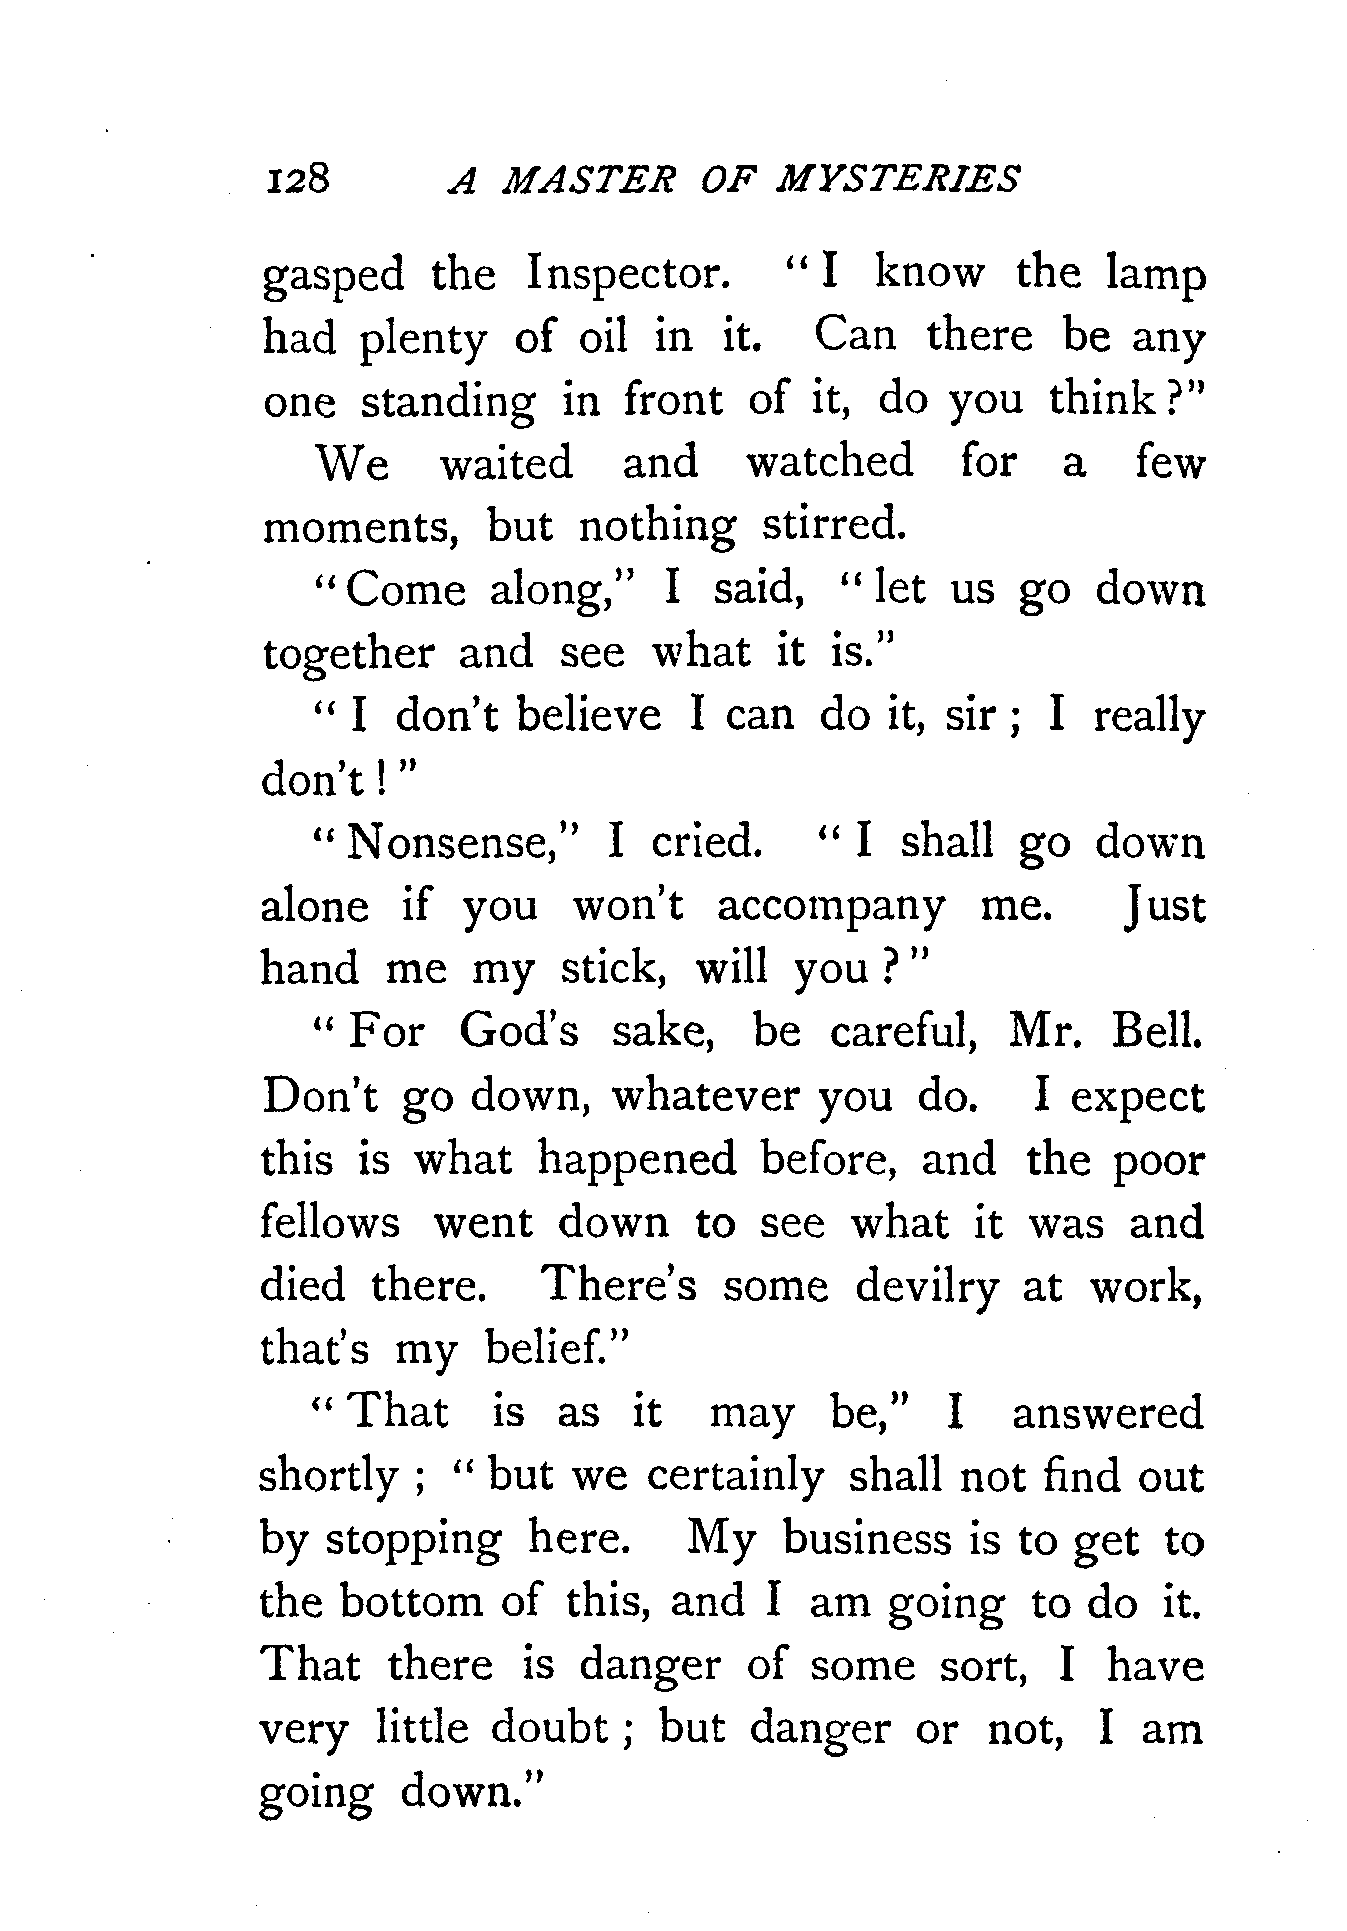 128 A MASTER OF MYSTERIES
gasped the Inspector. "I know the lamp
had plenty of oil in it. Can there be any
one standing in front of it, do you think?"
We waited and watched for a few
moments, but nothing stirred.
"Come along," I said, "let us go down
together and see what it is."
"I don't believe I can do it, sir; I really
don't!"
"Nonsense," I cried. "I shall go down
alone if you won't accompany me. Just
hand me my stick, will you?"
"For God's sake, be careful, Mr. Bell.
Don't go down, whatever you do. I expect
this is what happened before, and the poor
fellows went down to see what it was and
died there. There's some devilry at work,
that's my belief."
"That is as it may be," I answered
shortly; "but we certainly shall not find out
by stopping here. My business is to get to
the bottom of this, and I am going to do it.
That there is danger of some sort, I have
very little doubt; but danger or not, I am
going down."